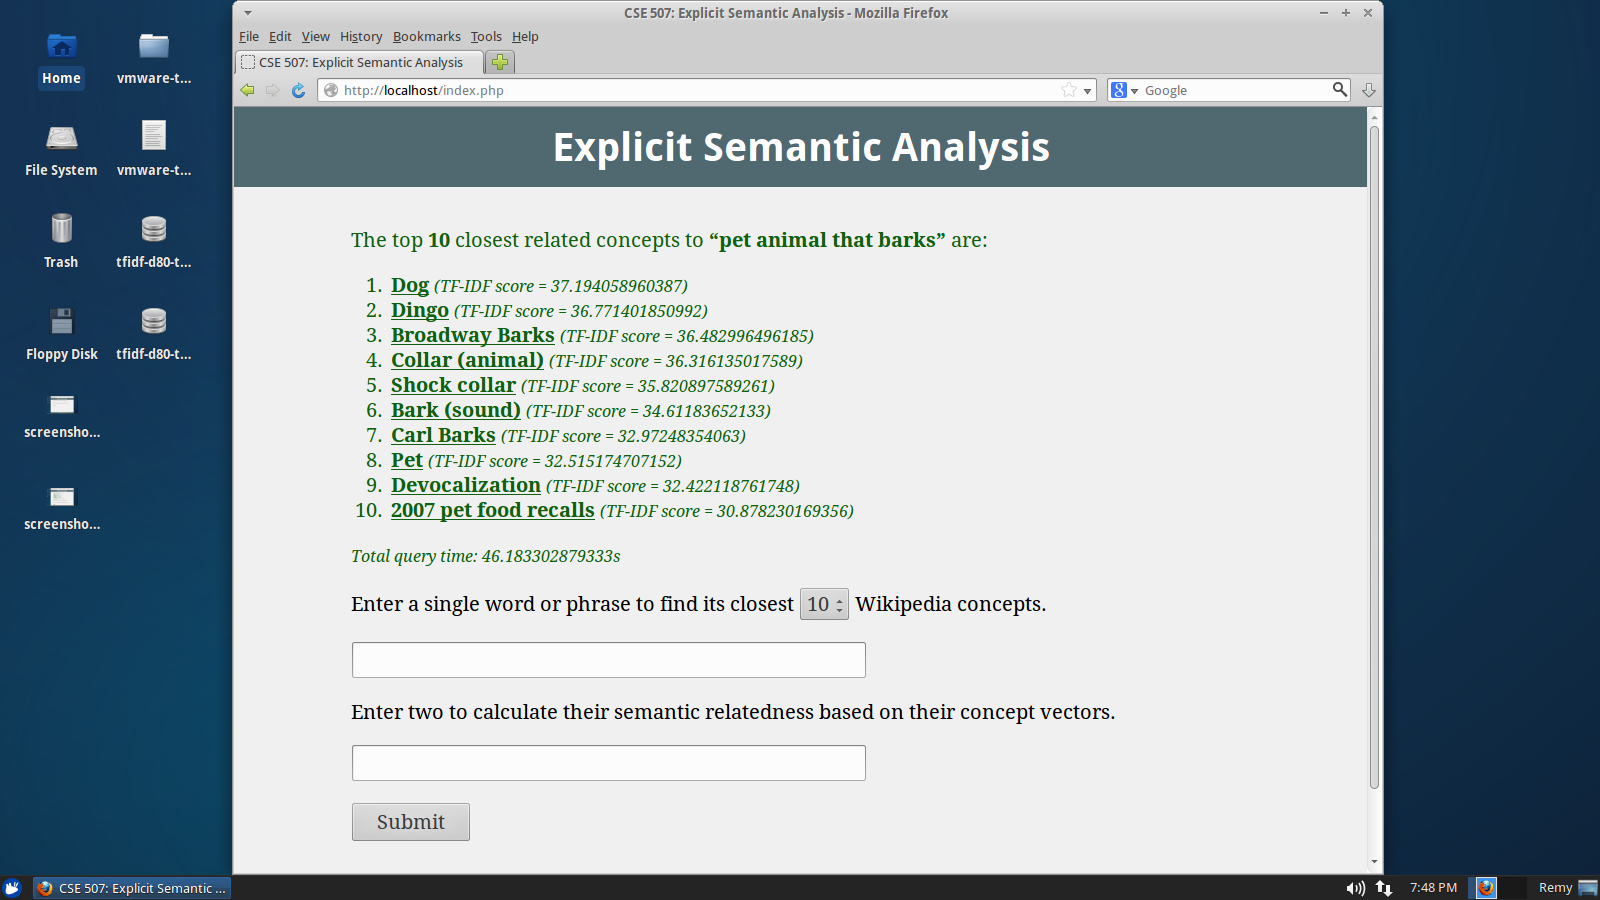 CSE 507: Explicit Semantic Analysis - Mozilla Firefox
File Edit View History Bookmarks Tools Help
CSE 507: Explicit Semantic Analysis
http://localhost/index.php
Google
Home
vmware-t...
File System
vmware-t...
Trash
tfidf-d80-t...
Floppy Disk
tfidf-d80-t...
screensho...
screensho...
Explicit Semantic Analysis
The top 10 closest related concepts to “pet animal that barks” are:
1. Dog (TF-IDF score = 37.194058960387)
2. Dingo (TF-IDF score = 36.771401850992)
3. Broadway Barks (TF-IDF score = 36.482996496185)
4. Collar (animal) (TF-IDF score = 36.316135017589)
5. Shock collar (TF-IDF score = 35.820897589261)
6. Bark (sound) (TF-IDF score = 34.61183652133)
7. Carl Barks (TF-IDF score = 32.97248354063)
8. Pet (TF-IDF score = 32.515174707152)
9. Devocalization (TF-IDF score = 32.422118761748)
10. 2007 pet food recalls (TF-IDF score = 30.878230169356)
Total query time: 46.183302879333s
Enter a single word or phrase to find its closest 10 Wikipedia concepts.
Enter two to calculate their semantic relatedness based on their concept vectors.
Submit
CSE 507: Explicit Semantic ...
7:48 PM
Remy